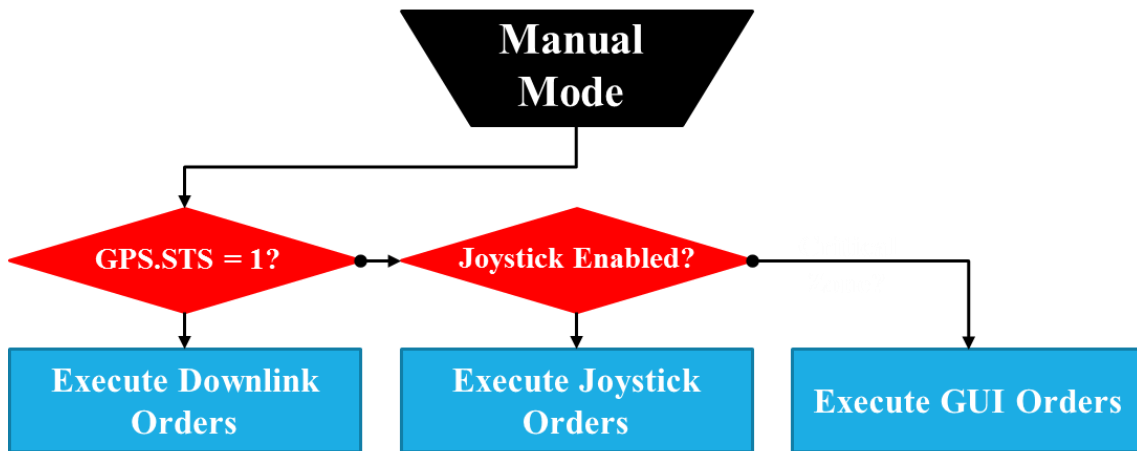 Manual
Mode
GPS.STS = 1?
Joystick Enabled?
Execute Downlink
Orders
Execute Joystick
Orders
Execute GUI Orders